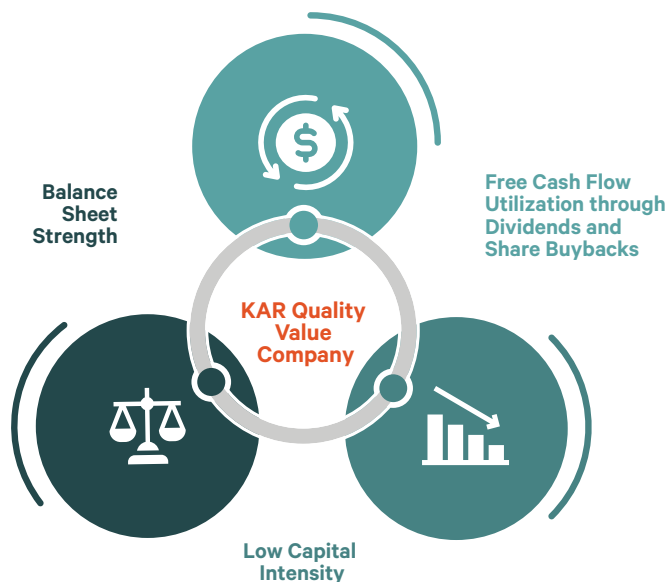 Balance
Sheet
Strength
Free Cash Flow
Utilization through
Dividends and
Share Buybacks
KAR Quality
Value
Company
Low Capital
Intensity
$